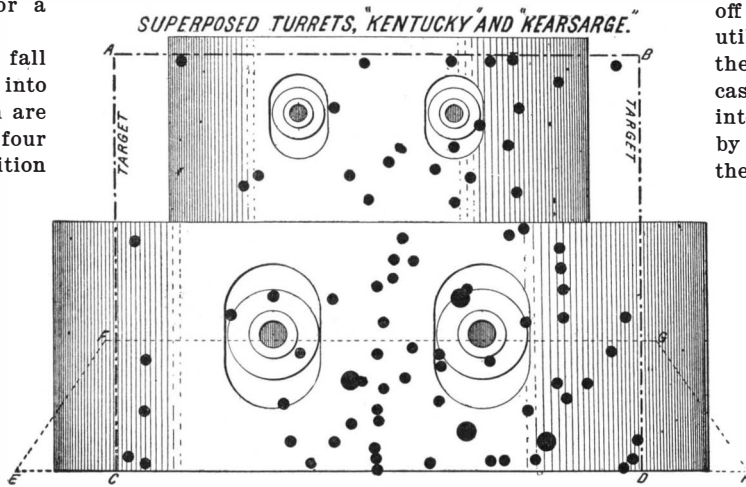 or a
fall
into
are
four
ition
SUPERPOSED TURRETS, "KENTUCKY" AND "KEARSARGE."
A
B
TARGET
TARGET
F
G
E
C
D
off
util
the
cas
int
by
the